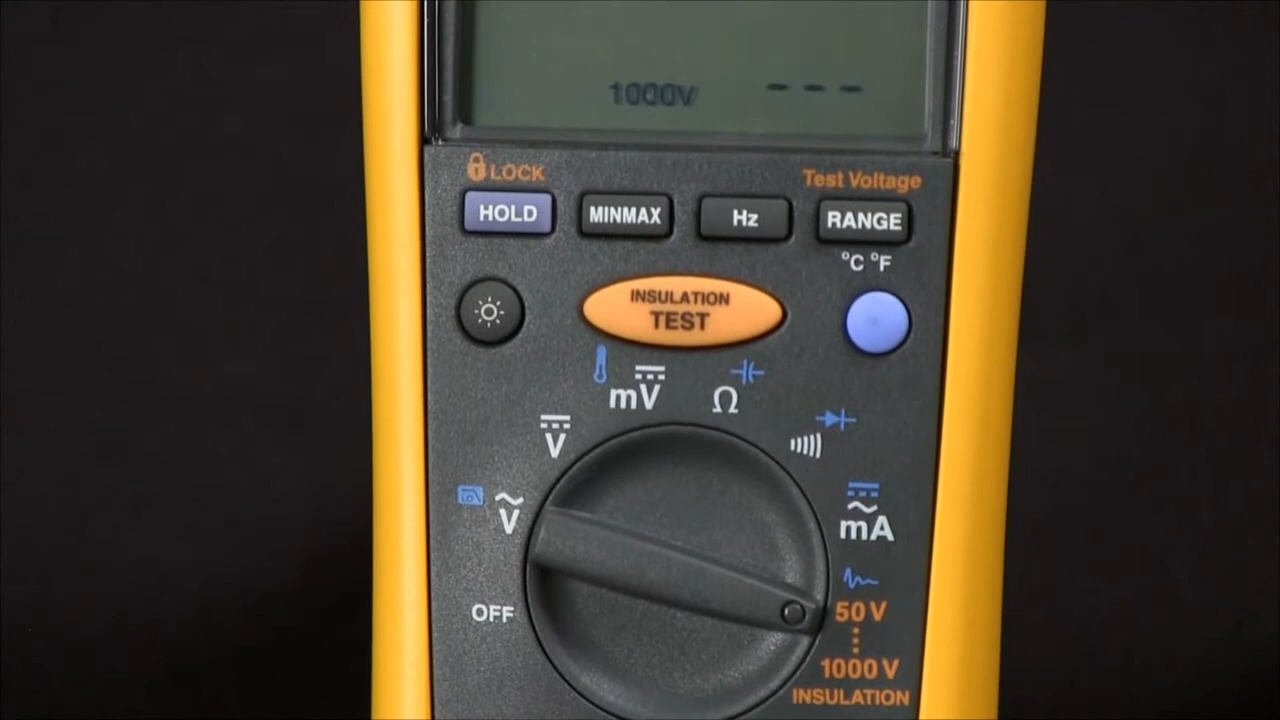 1000V ---
LOCK
Test Voltage
HOLD MINMAX Hz RANGE
°C °F
INSULATION
TEST
mV Ω
V
V
mA
OFF
50 V
1000 V
INSULATION